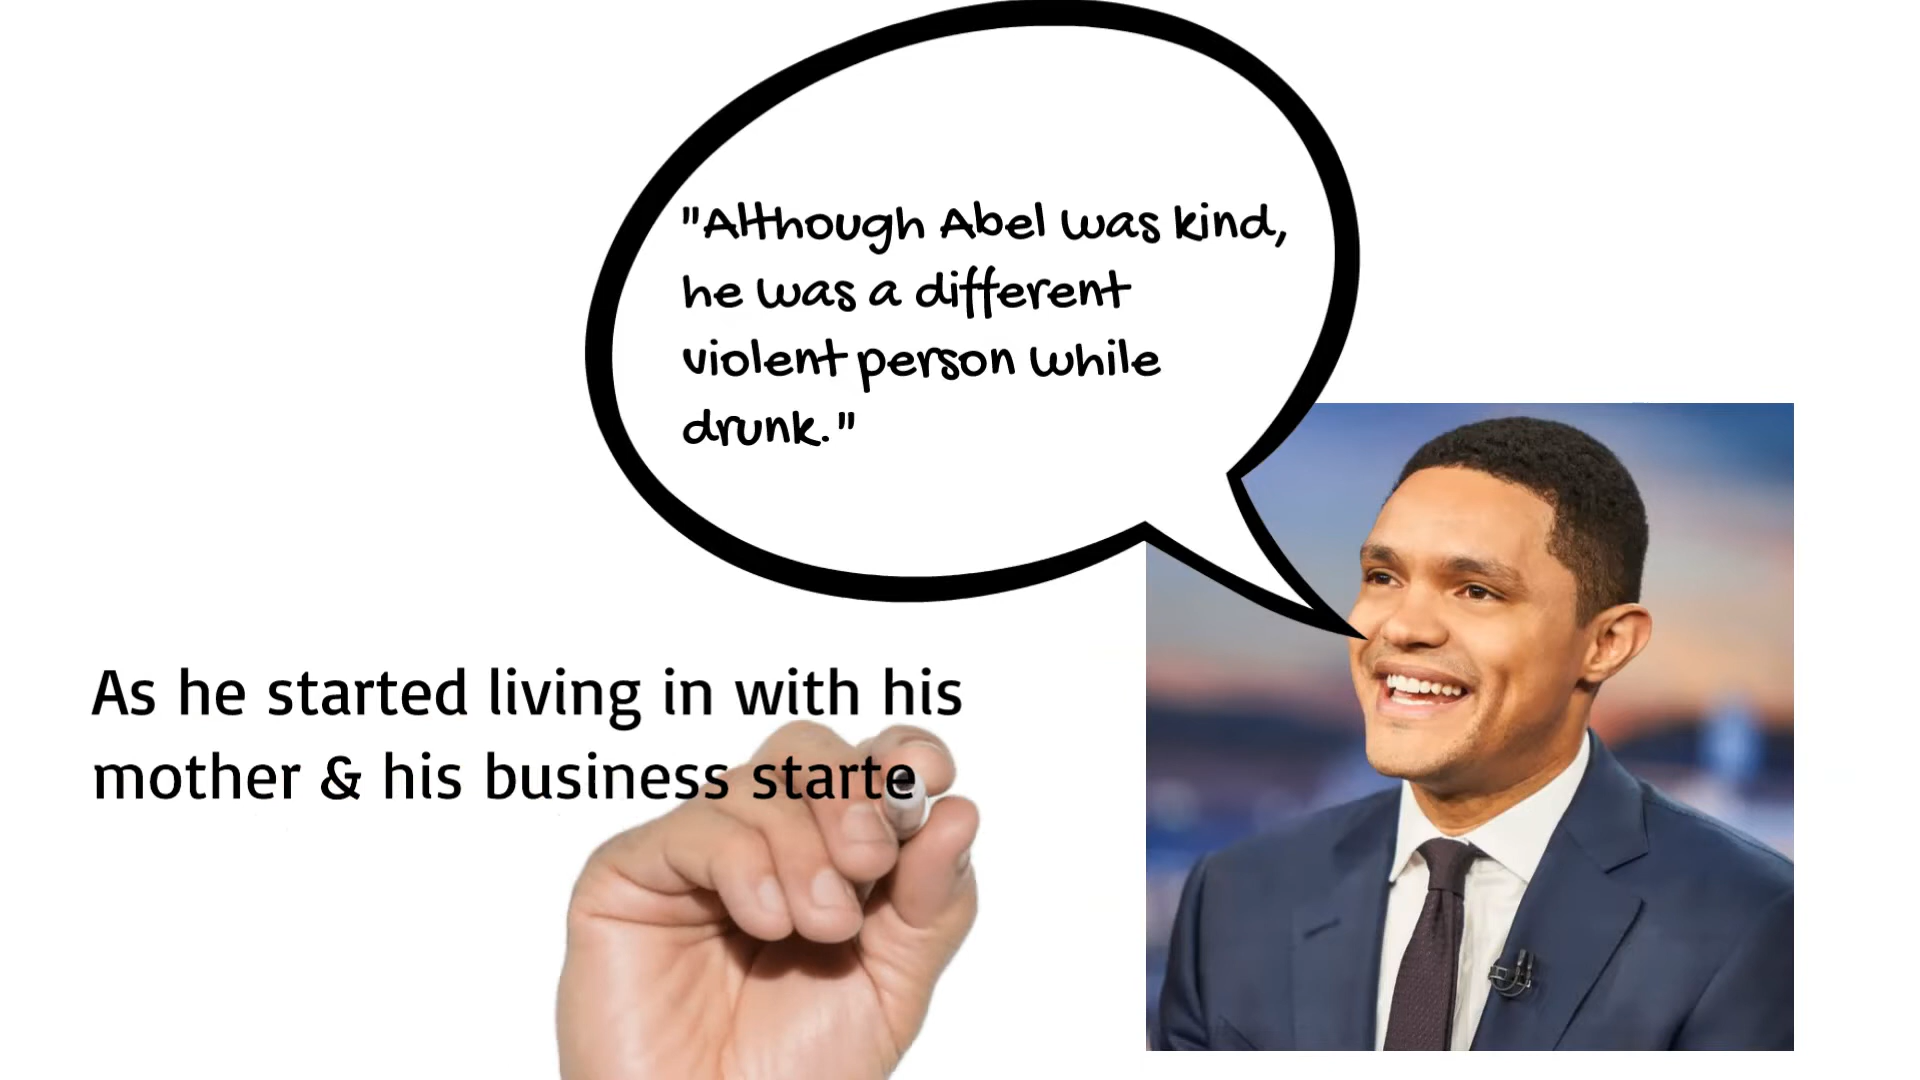 "Although Abel was kind,
he was a different
violent person while
drunk."
As he started living in with his
mother & his business starte